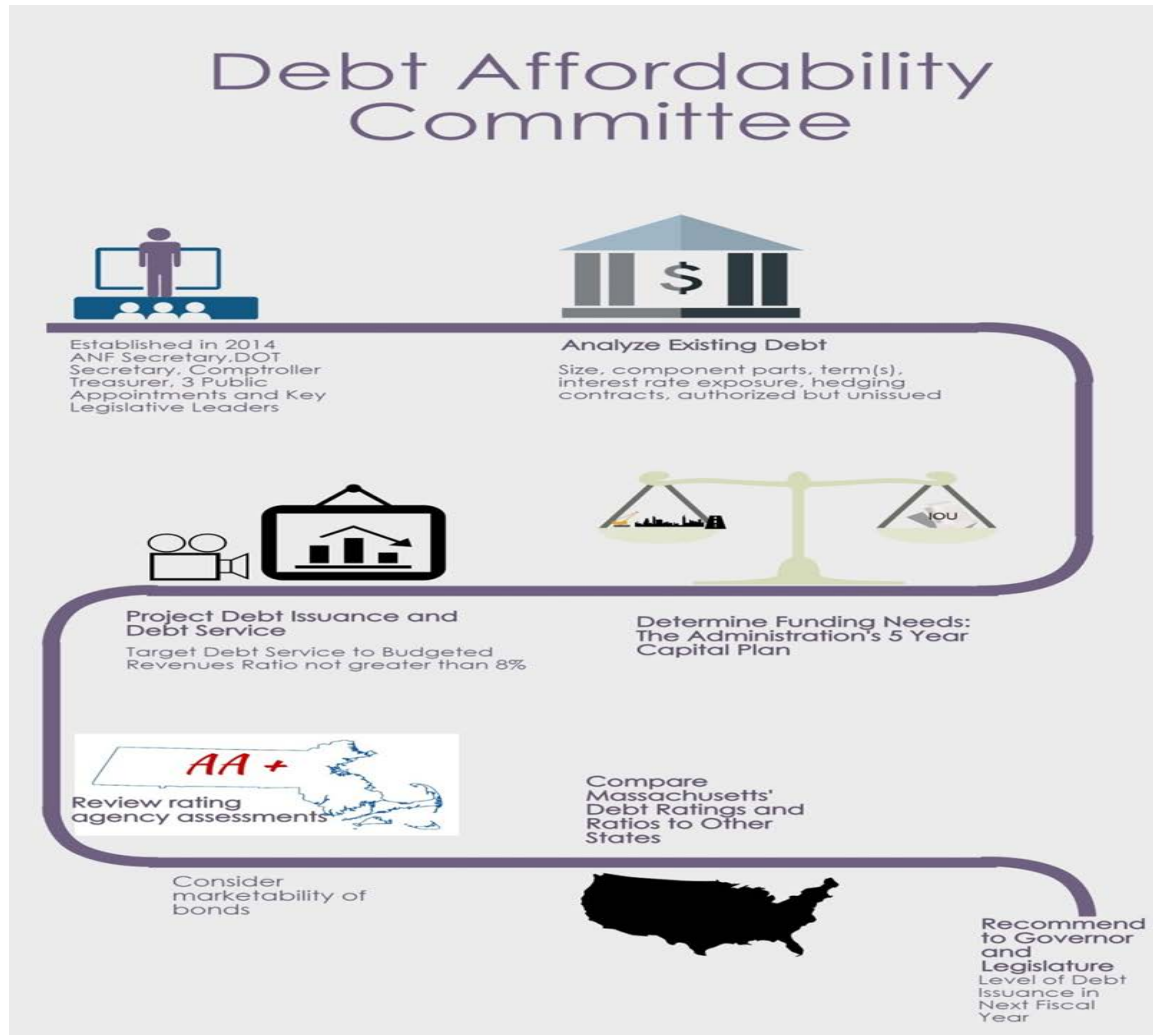 Debt Affordability
Committee
$
Established in 2014
ANF Secretary,DOT
Secretary, Comptroller
Treasurer, 3 Public
Appointments and Key
Legislative Leaders
Analyze Existing Debt
Size, component parts, term(s),
interest rate exposure, hedging
contracts, authorized but unissued
IOU
Determine Funding Needs:
The Administration's 5 Year
Capital Plan
Project Debt Issuance and
Debt Service
Target Debt Service to Budgeted
Revenues Ratio not greater than 8%
AA +
Review rating
agency assessments
Consider
marketability of
bonds
Compare
Massachusetts'
Debt Ratings and
Ratios to Other
States
Recommend
to Governor
and
Legislature
Level of Debt
Issuance in
Next Fiscal
Year